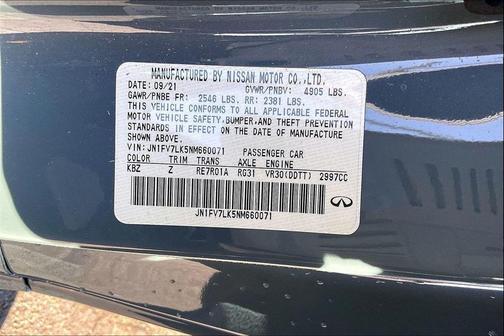 MANUFACTURED BY NISSAN MOTOR CO.,LTD.
DATE: 09/21 GVWR/PNBV: 4905 LBS.
GAWR/PNBE FR: 2546 LBS. RR: 2381 LBS.
THIS VEHICLE CONFORMS TO ALL APPLICABLE FEDERAL
MOTOR VEHICLE SAFETY,BUMPER,AND THEFT PREVENTION
STANDARDS IN EFFECT ON THE DATE OF MANUFACTURE
SHOWN ABOVE.
VIN: JN1FV7LK5NM660071 PASSENGER CAR
COLOR TRIM TRANS AXLE ENGINE
KBZ Z RE7R01A RG31 VR30(DDTT) 2997CC
JN1FV7LK5NM660071